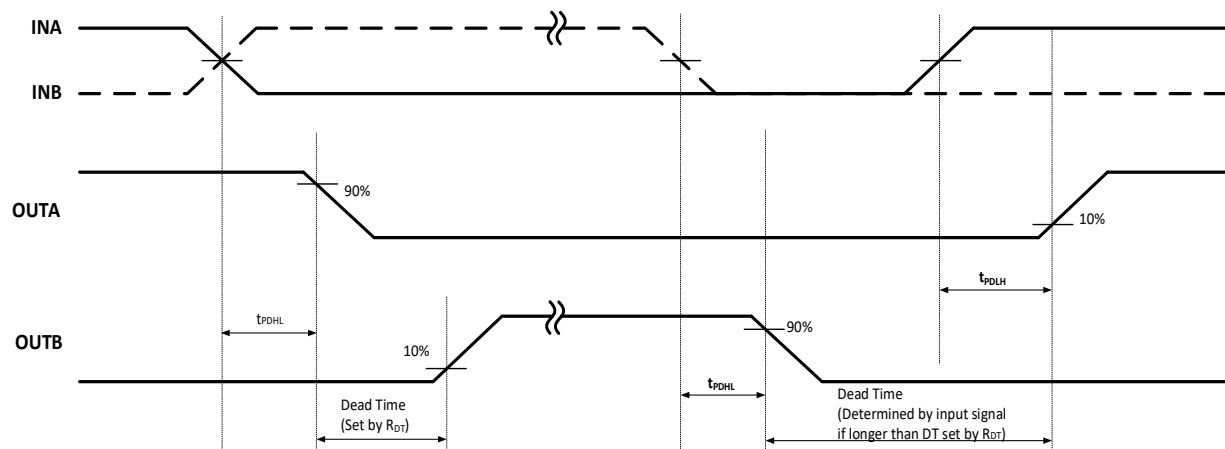 INA
INB
OUTA
90%
10%
tPDLH
OUTB
tPDHL
10%
90%
tPDHL
Dead Time
(Set by RDT)
Dead Time
(Determined by input signal
if longer than DT set by RDT)